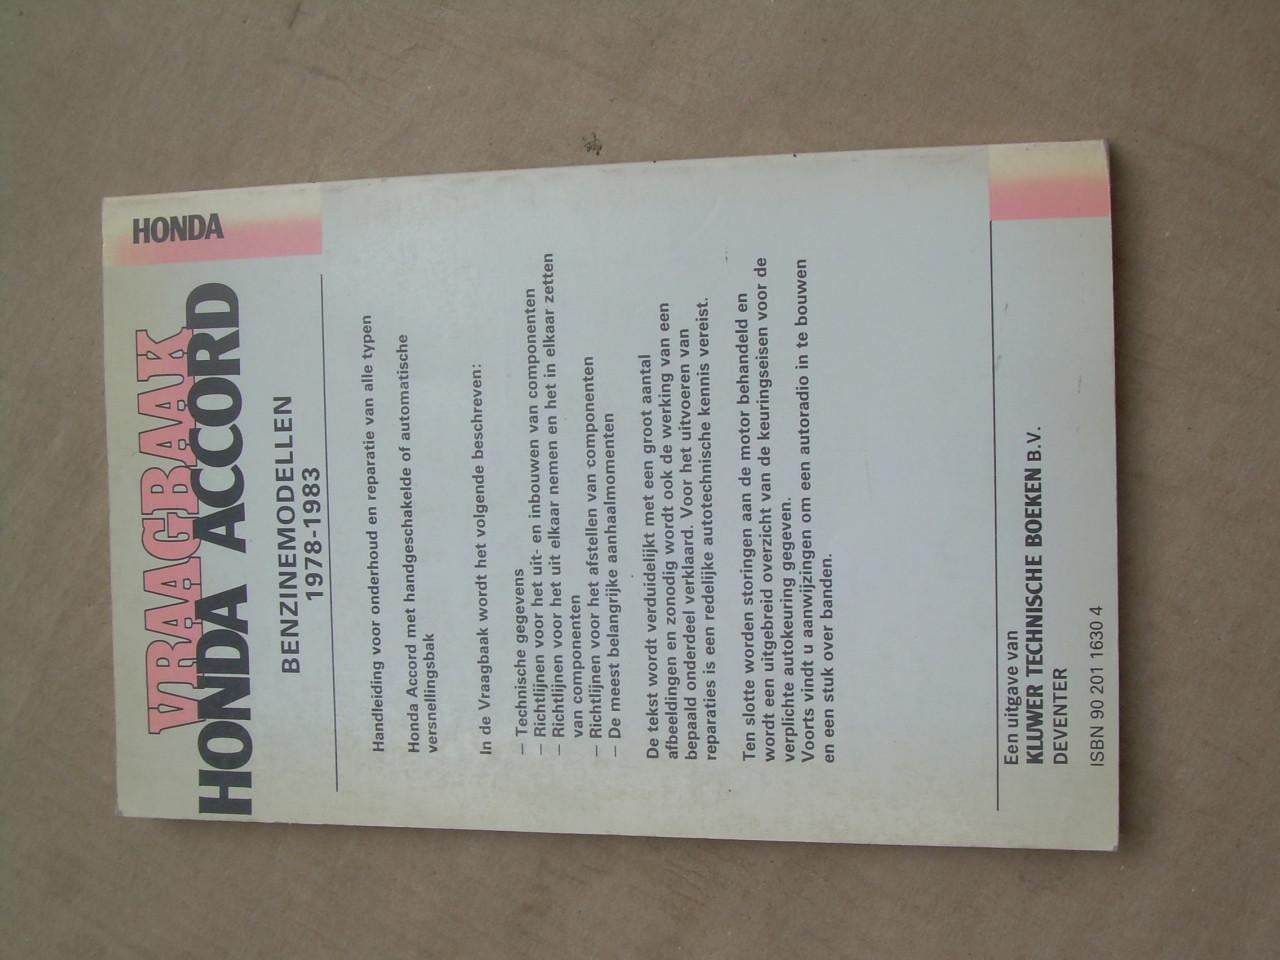 HONDA
VRAAGBAAK
HONDA ACCORD
BENZINEMODELLEN
1978-1983
Handleiding voor onderhoud en reparatie van alle typen
Honda Accord met handgeschakelde of automatische
versnellingsbak
In de Vraagbaak wordt het volgende beschreven:
— Technische gegevens
— Richtlijnen voor het uit- en inbouwen van componenten
— Richtlijnen voor het uit elkaar nemen en het in elkaar zetten
van componenten
— Richtlijnen voor het afstellen van componenten
— De meest belangrijke aanhaalmomenten
De tekst wordt verduidelijkt met een groot aantal
afbeeldingen en zonodig wordt ook de werking van een
bepaald onderdeel verklaard. Voor het uitvoeren van
reparaties is een redelijke autotechnische kennis vereist.
Ten slotte worden storingen aan de motor behandeld en
wordt een uitgebreid overzicht van de keuringseisen voor de
verplichte autokeuring gegeven.
Voorts vindt u aanwijzingen om een autoradio in te bouwen
en een stuk over banden.
Een uitgave van
KLUWER TECHNISCHE BOEKEN B.V.
DEVENTER
ISBN 90 201 1630 4